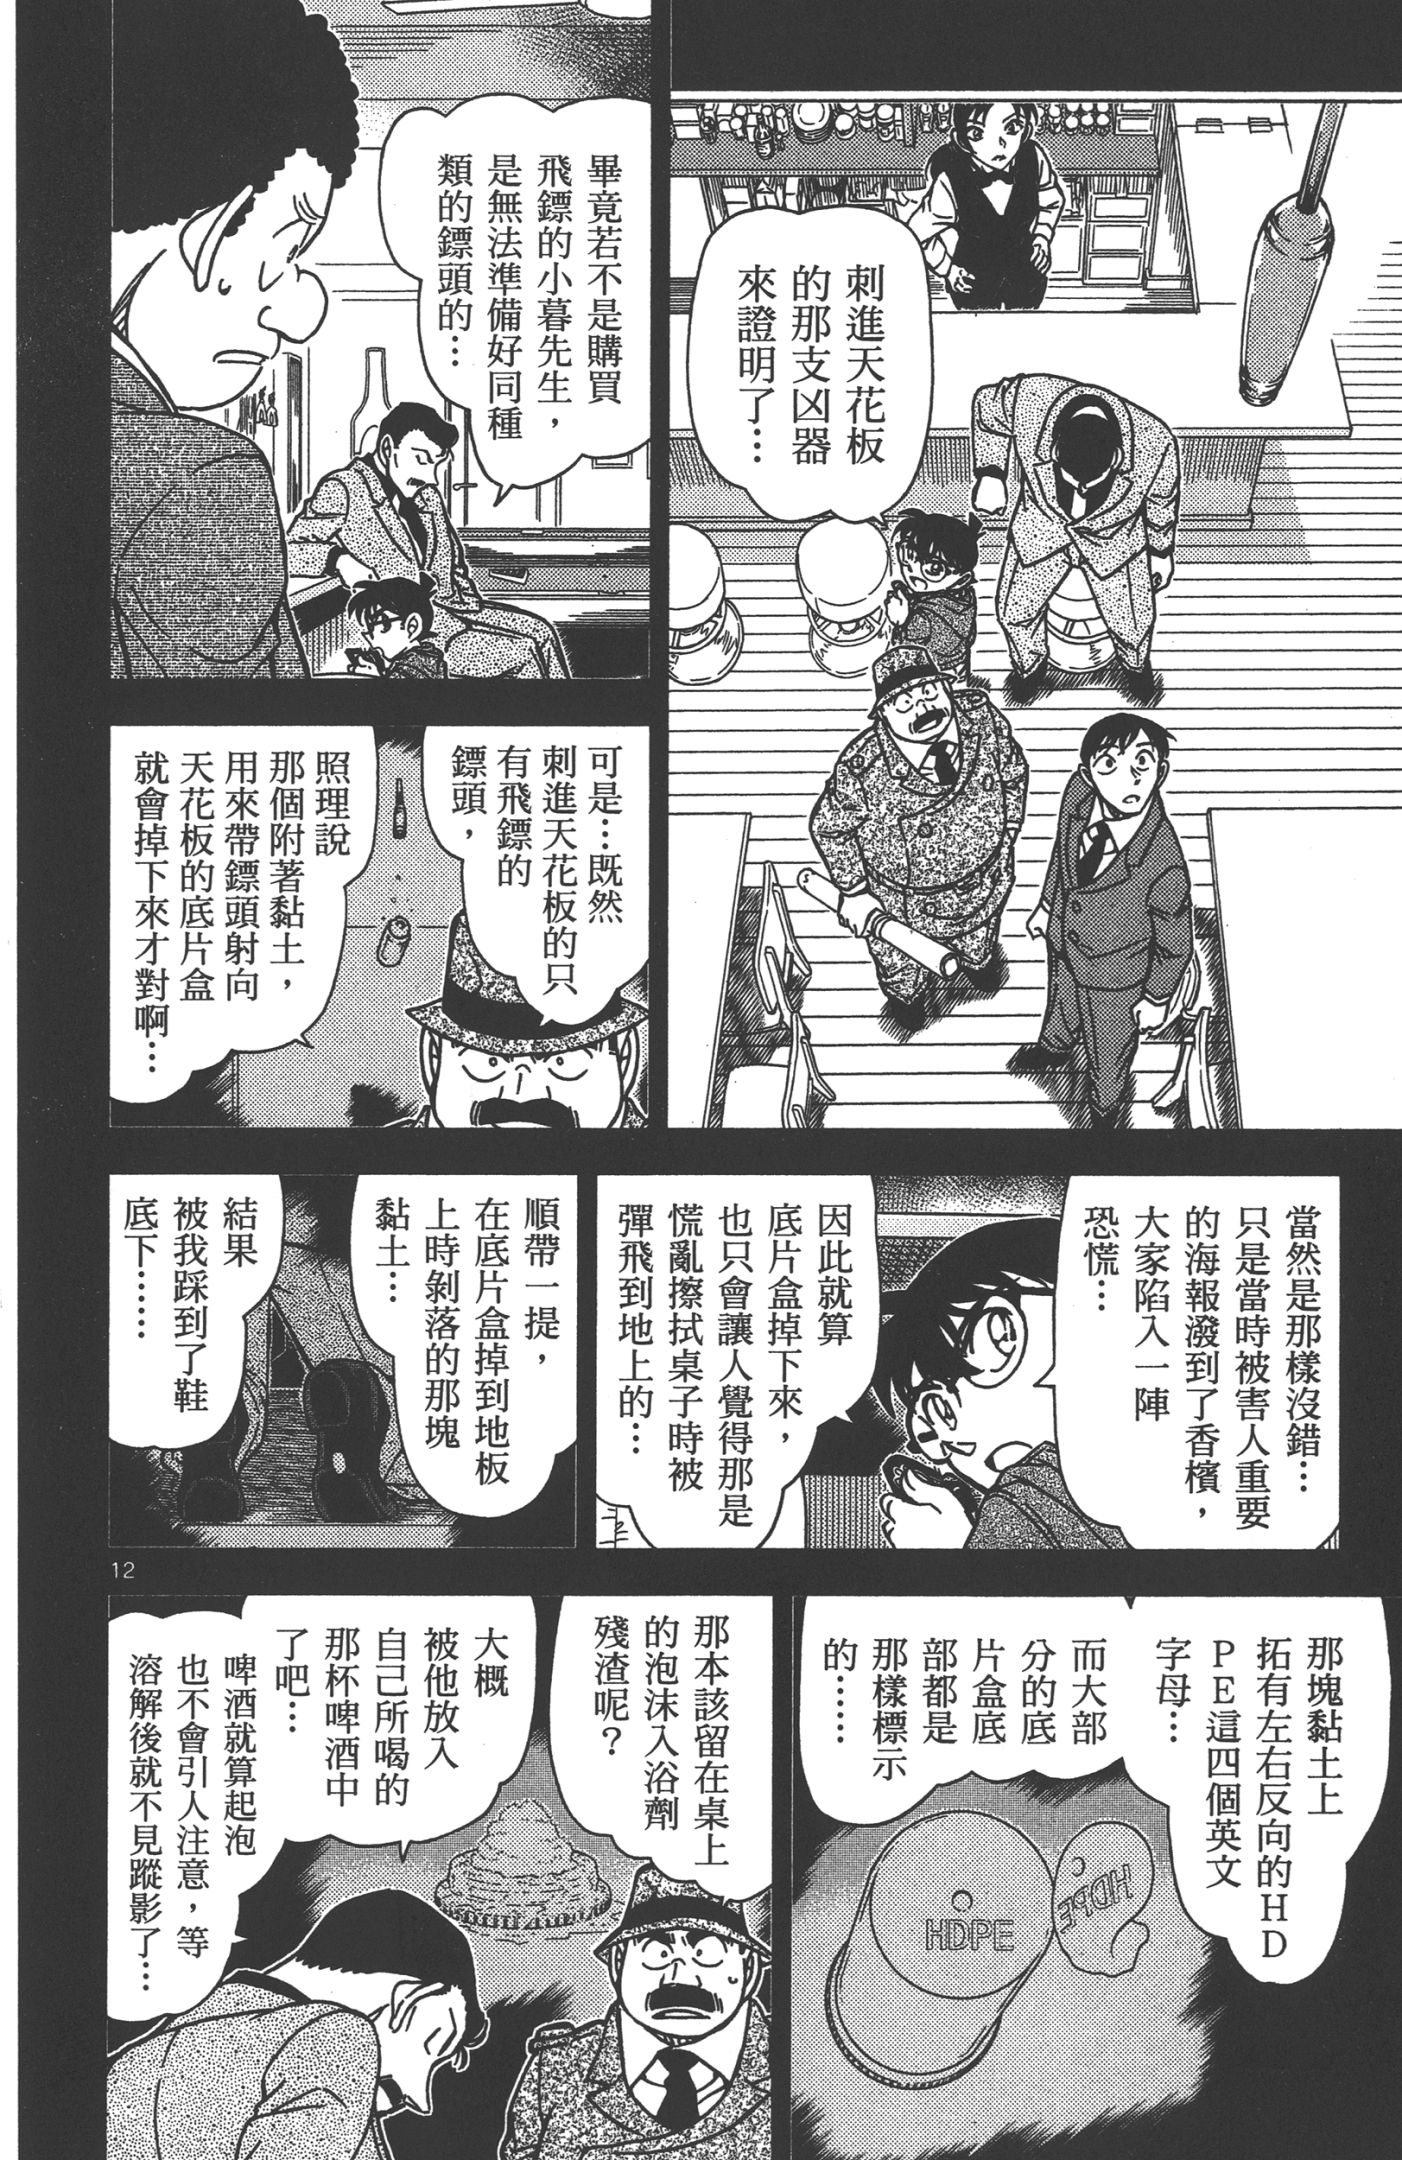 刺進天花板
的那支凶器
來證明了…
畢竟若不是購買
飛鏢的小暮先生，
是無法準備好同種
類的鏢頭的…
可是…既然
刺進天花板的只
有飛鏢的
鏢頭，
照理說
那個附著黏土，
用來帶鏢頭射向
天花板的底片盒
就會掉下來才對啊…
當然是那樣沒錯…
只是當時被害人重要
的海報潑到了香檳，
大家陷入一陣
恐慌…
因此就算
底片盒掉下來，
也只會讓人覺得那是
慌亂擦拭桌子時被
彈飛到地上的…
順帶一提，
在底片盒掉到地板
上時剝落的那塊
黏土…
結果
被我踩到了鞋
底下……
那塊黏土上
拓有左右反向的HD
PE這四個英文
字母…
而大部
分的底
片盒底
部都是
那樣標示
的……
HDPE
HDPE
那本該留在桌上
的泡沫入浴劑
殘渣呢？
大概
被他放入
自己所喝的
那杯啤酒中
了吧…
啤酒就算起泡
也不會引人注意，等
溶解後就不見蹤影了…
12